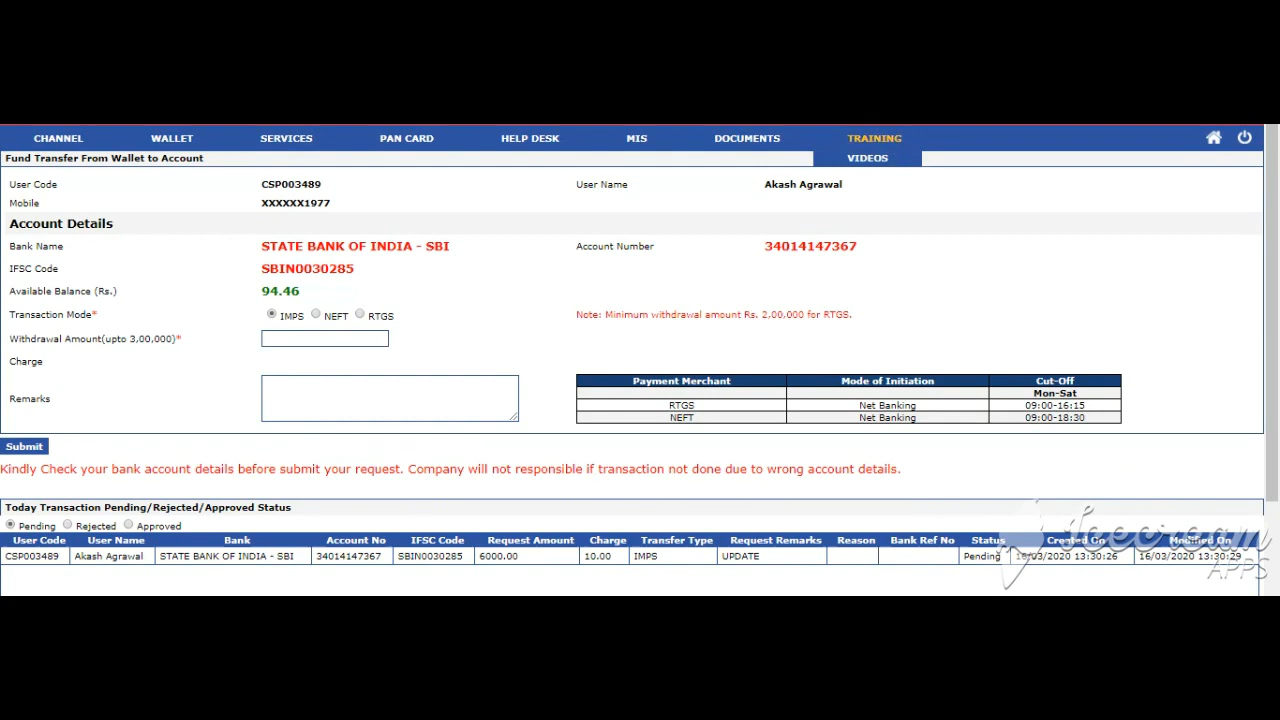 CHANNEL WALLET SERVICES PAN CARD HELP DESK MIS DOCUMENTS TRAINING
Fund Transfer From Wallet to Account VIDEOS
User Code CSP003489 User Name Akash Agrawal
Mobile XXXXXX1977
Account Details
Bank Name STATE BANK OF INDIA - SBI Account Number 34014147367
IFSC Code SBIN0030285
Available Balance (Rs.) 94.46
Transaction Mode* IMPS NEFT RTGS Note: Minimum withdrawal amount Rs. 2,00,000 for RTGS.
Withdrawal Amount(upto 3,00,000)*
Charge
Remarks
Payment Merchant Mode of Initiation Cut-Off
Mon-Sat
RTGS Net Banking 09:00-16:15
NEFT Net Banking 09:00-18:30
Submit
Kindly Check your bank account details before submit your request. Company will not responsible if transaction not done due to wrong account details.
Today Transaction Pending/Rejected/Approved Status
Pending Rejected Approved
User Code User Name Bank Account No IFSC Code Request Amount Charge Transfer Type Request Remarks Reason Bank Ref No Status Created On Modified On
CSP003489 Akash Agrawal STATE BANK OF INDIA - SBI 34014147367 SBIN0030285 6000.00 10.00 IMPS UPDATE Pending 16/03/2020 13:30:26 16/03/2020 13:30:29
Icecream
APPS